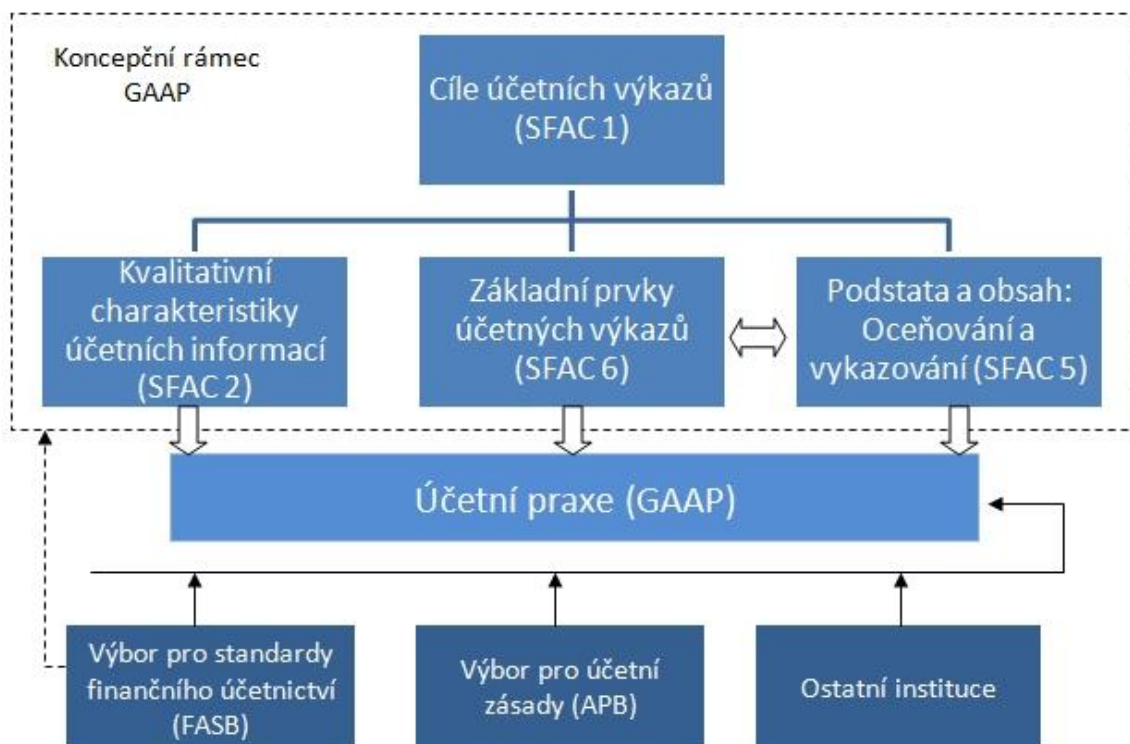 Koncepční rámec
GAAP
Cíle účetních výkazů
(SFAC 1)
Kvalitativní
charakteristiky
účetních informací
(SFAC 2)
Základní prvky
účetných výkazů
(SFAC 6)
Podstata a obsah:
Oceňování a
vykazování (SFAC 5)
Účetní praxe (GAAP)
Výbor pro standardy
finančního účetnictví
(FASB)
Výbor pro účetní
zásady (APB)
Ostatní instituce